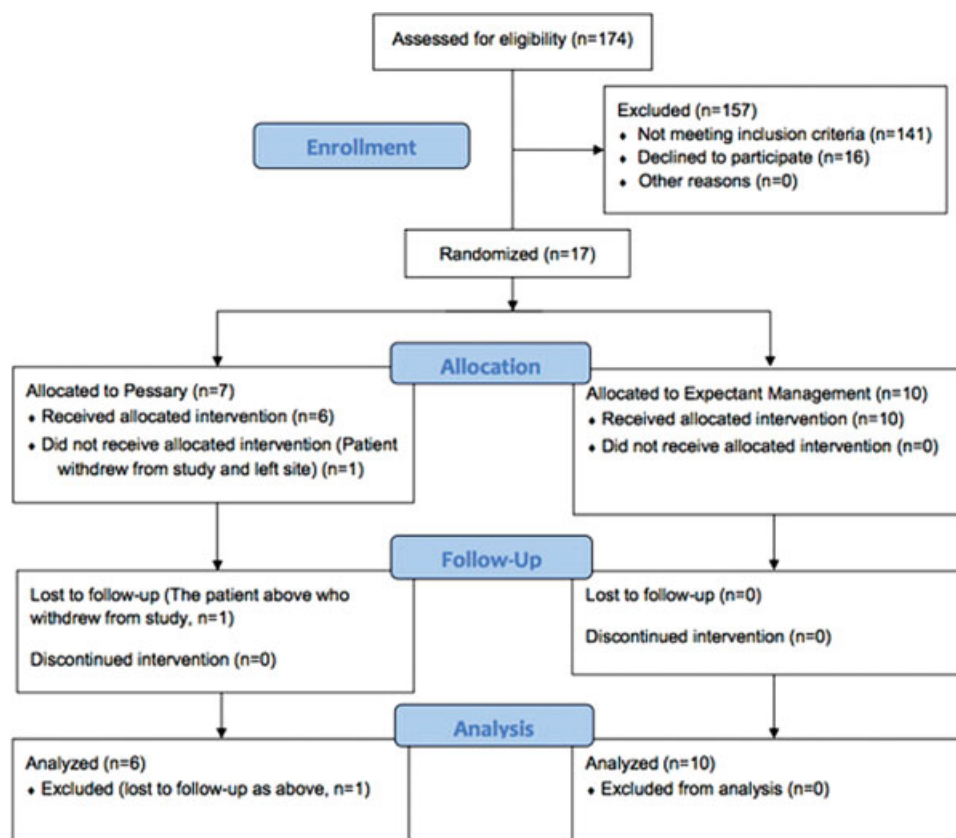 Assessed for eligibility (n=174)
Excluded (n=157)
♦ Not meeting inclusion criteria (n=141)
♦ Declined to participate (n=16)
♦ Other reasons (n=0)
Enrollment
Randomized (n=17)
Allocation
Allocated to Pessary (n=7)
♦ Received allocated intervention (n=6)
♦ Did not receive allocated intervention (Patient
withdrew from study and left site) (n=1)
Allocated to Expectant Management (n=10)
♦ Received allocated intervention (n=10)
♦ Did not receive allocated intervention (n=0)
Follow-Up
Lost to follow-up (The patient above who
withdrew from study, n=1)
Discontinued intervention (n=0)
Lost to follow-up (n=0)
Discontinued intervention (n=0)
Analysis
Analyzed (n=6)
♦ Excluded (lost to follow-up as above, n=1)
Analyzed (n=10)
♦ Excluded from analysis (n=0)